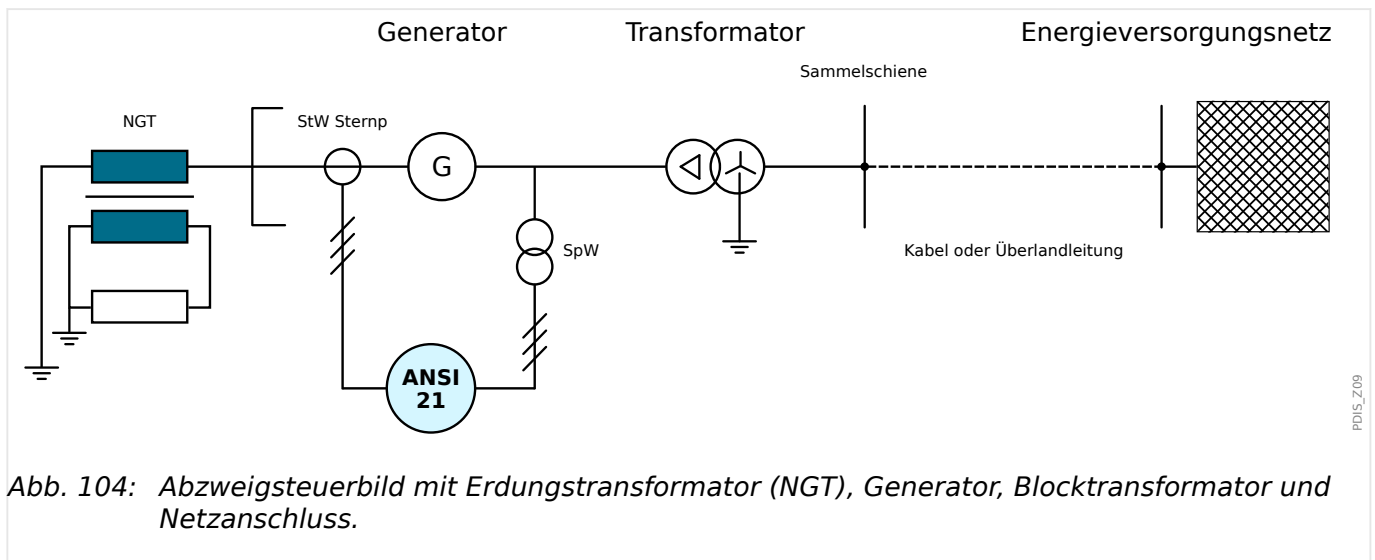 Generator
Transformator
Energieversorgungsnetz
Sammelschiene
NGT
StW Sternp
G
SpW
Kabel oder Überlandleitung
ANSI
21
PDIS_Z09
Abb. 104: Abzweigsteuerbild mit Erdungstransformator (NGT), Generator, Blocktransformator und
Netzanschluss.